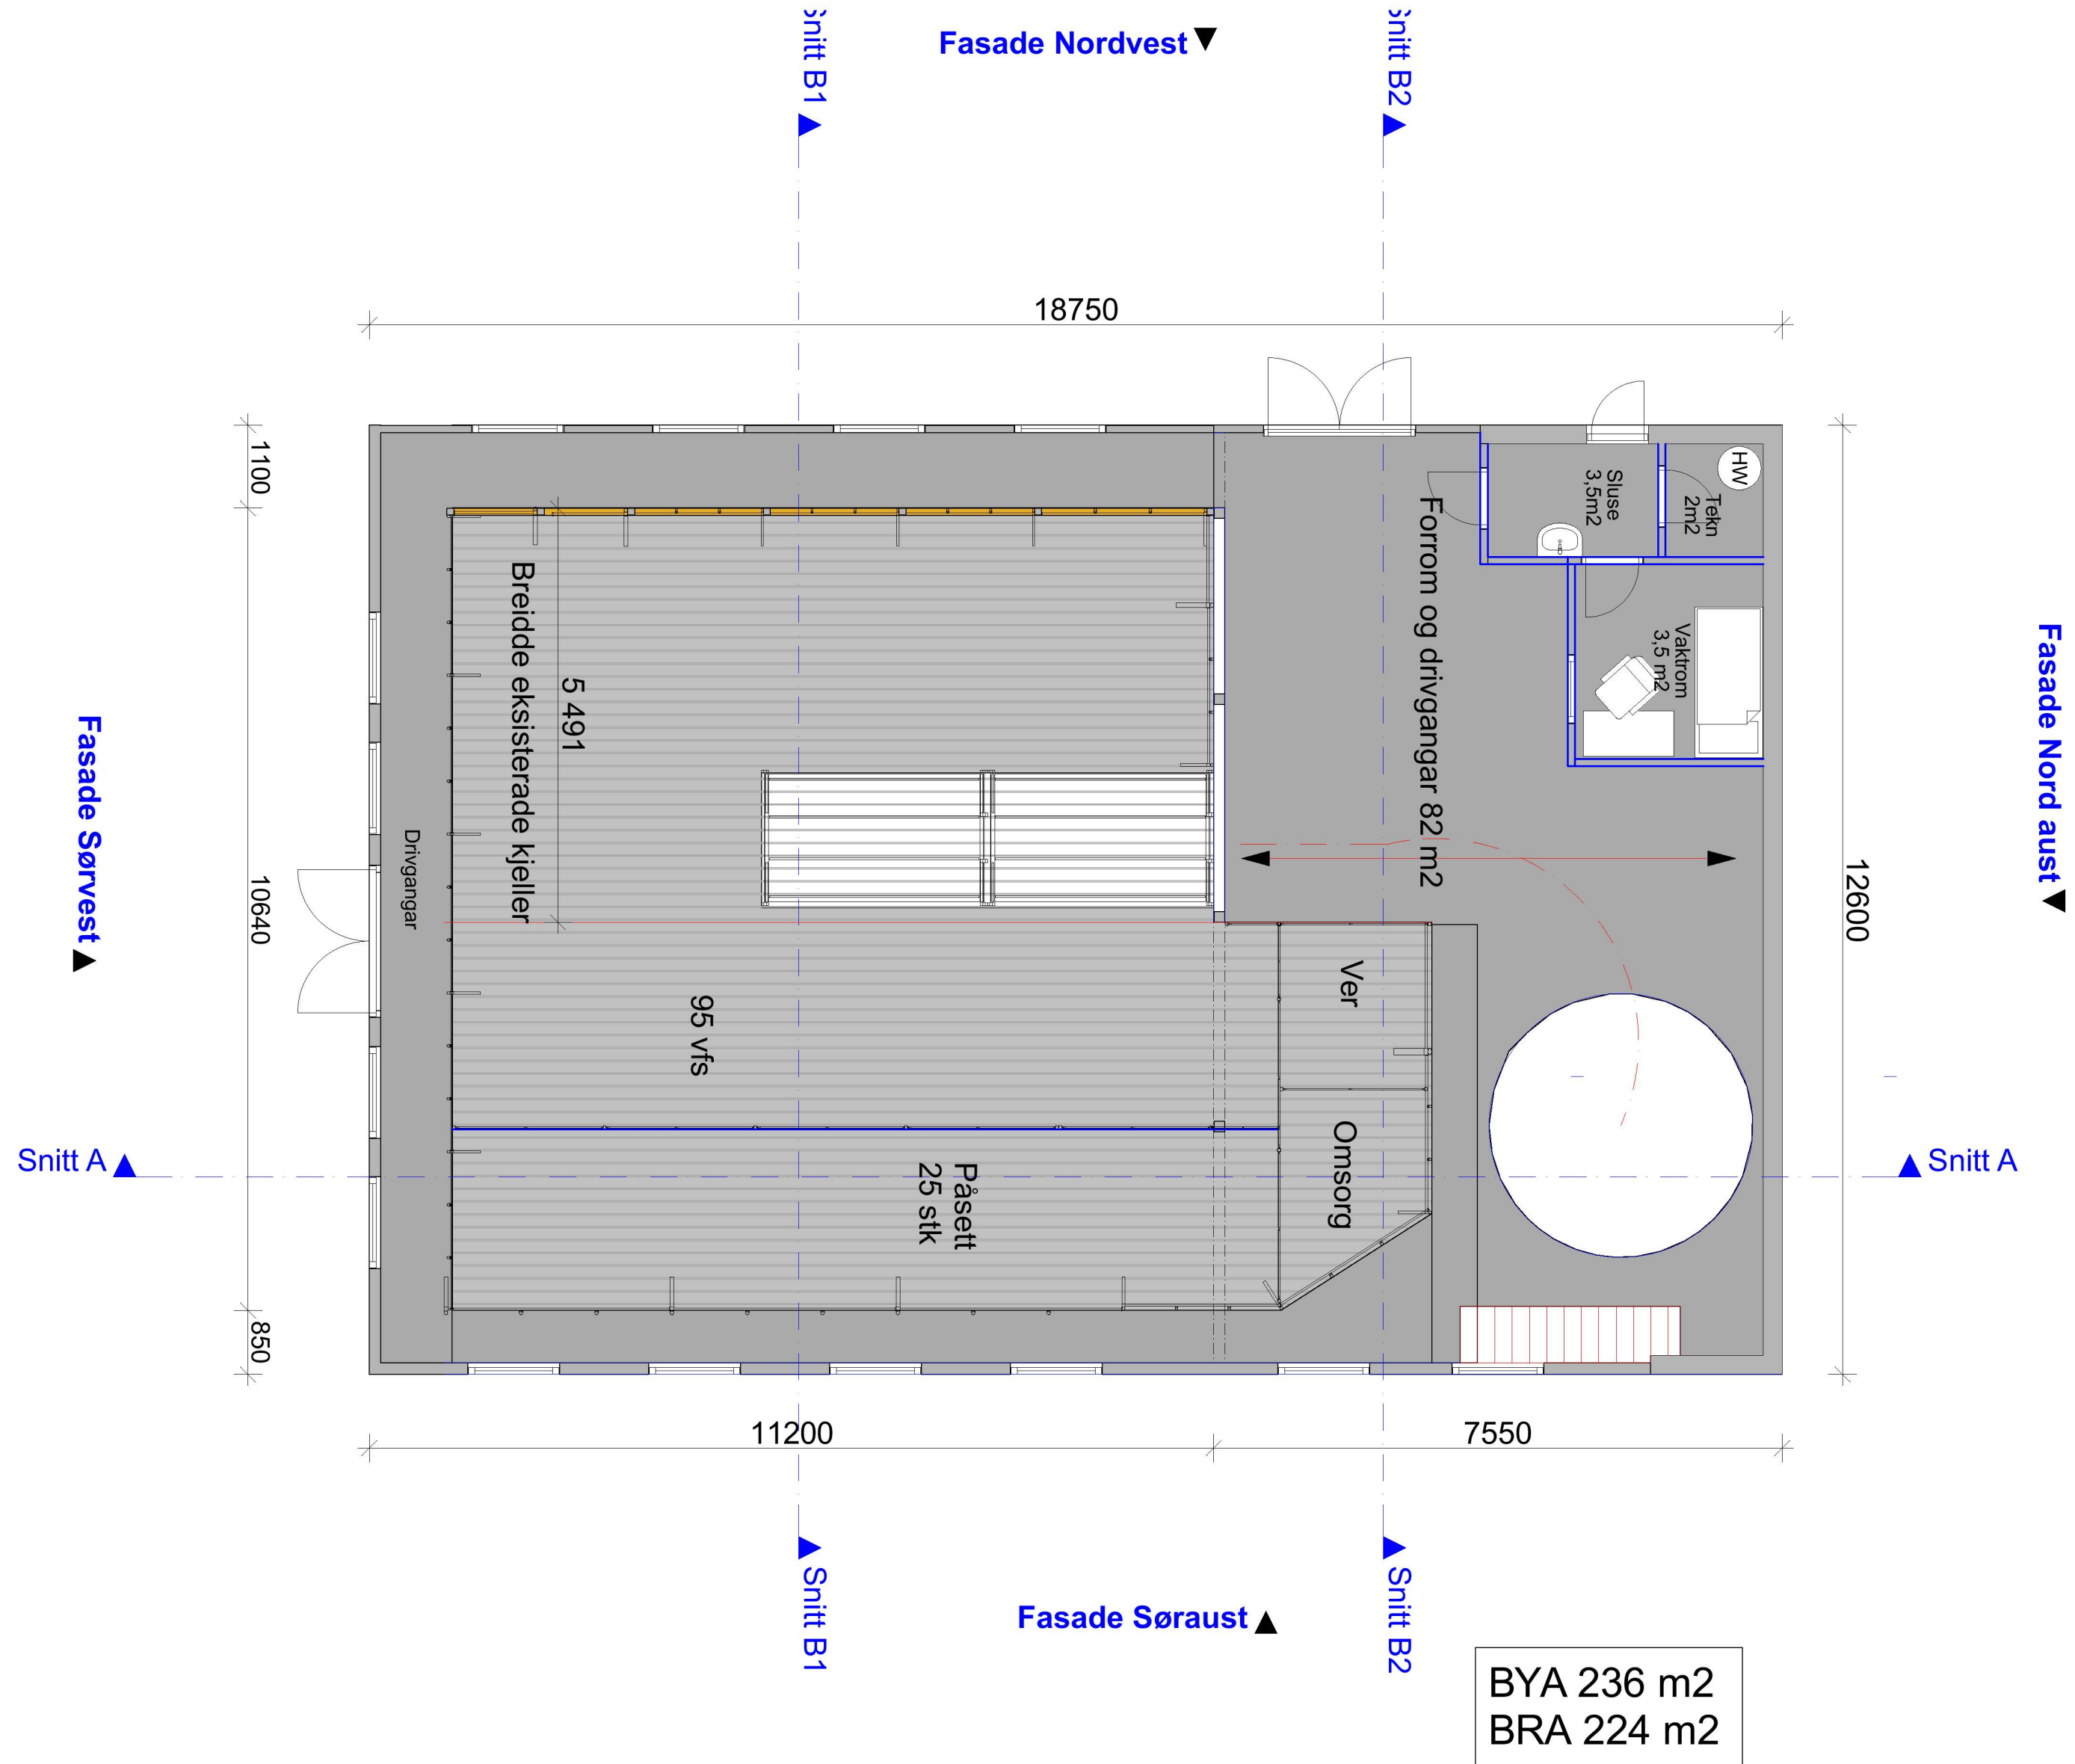 Snitt B1
Fasade Nordvest
Snitt B2
18750
1100
10640
850
12600
Fasade Sørvest
Fasade Nord aust
HW
Tekn
2m2
Sluse
3,5m2
Vaktrom
3,5 m2
Forrom og drivgangar 82 m2
Breidde eksisterade kjeller
5 491
Drivgangar
95 vfs
Ver
Omsorg
Påsett
25 stk
Snitt A
Snitt A
11200
7550
Snitt B1
Snitt B2
Fasade Søraust
BYA 236 m2
BRA 224 m2